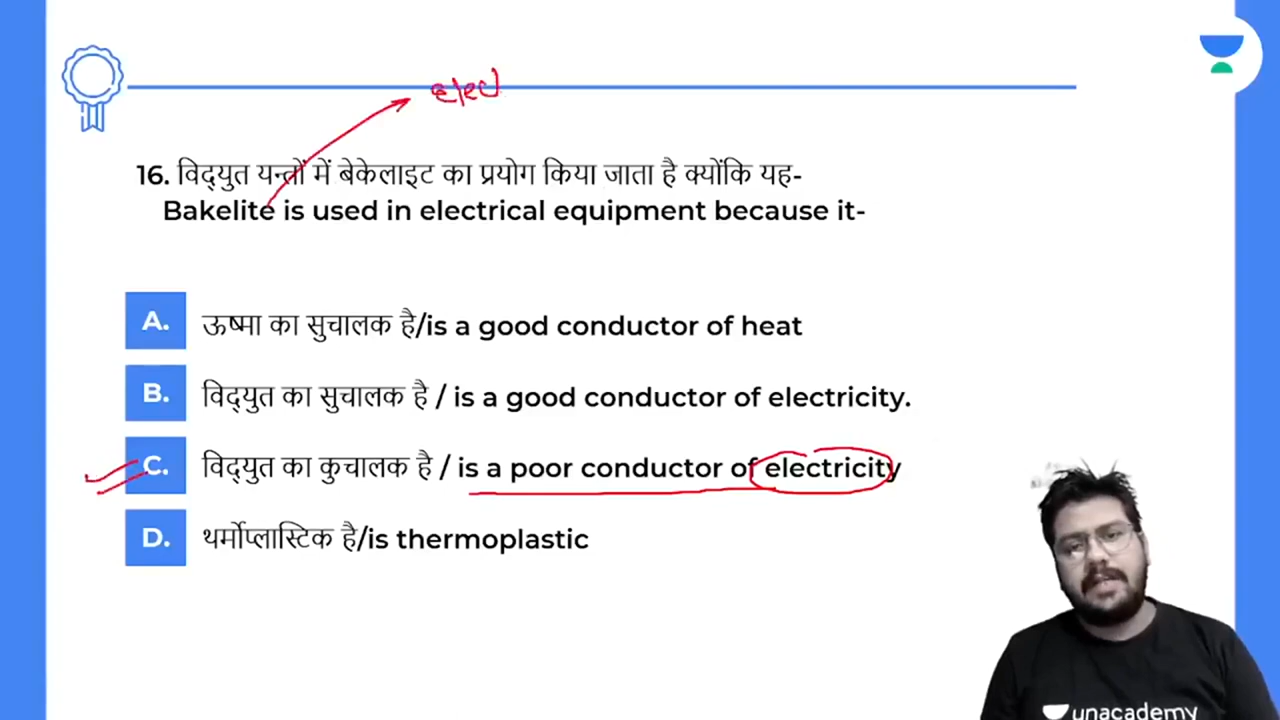 elec
16. विद्युत यन्तों में बेकेलाइट का प्रयोग किया जाता है क्योंकि यह-
Bakelite is used in electrical equipment because it-
A. ऊष्मा का सुचालक है/is a good conductor of heat
B. विद्युत का सुचालक है / is a good conductor of electricity.
C. विद्युत का कुचालक है / is a poor conductor of electricity
D. थर्मोप्लास्टिक है/is thermoplastic
unacademy